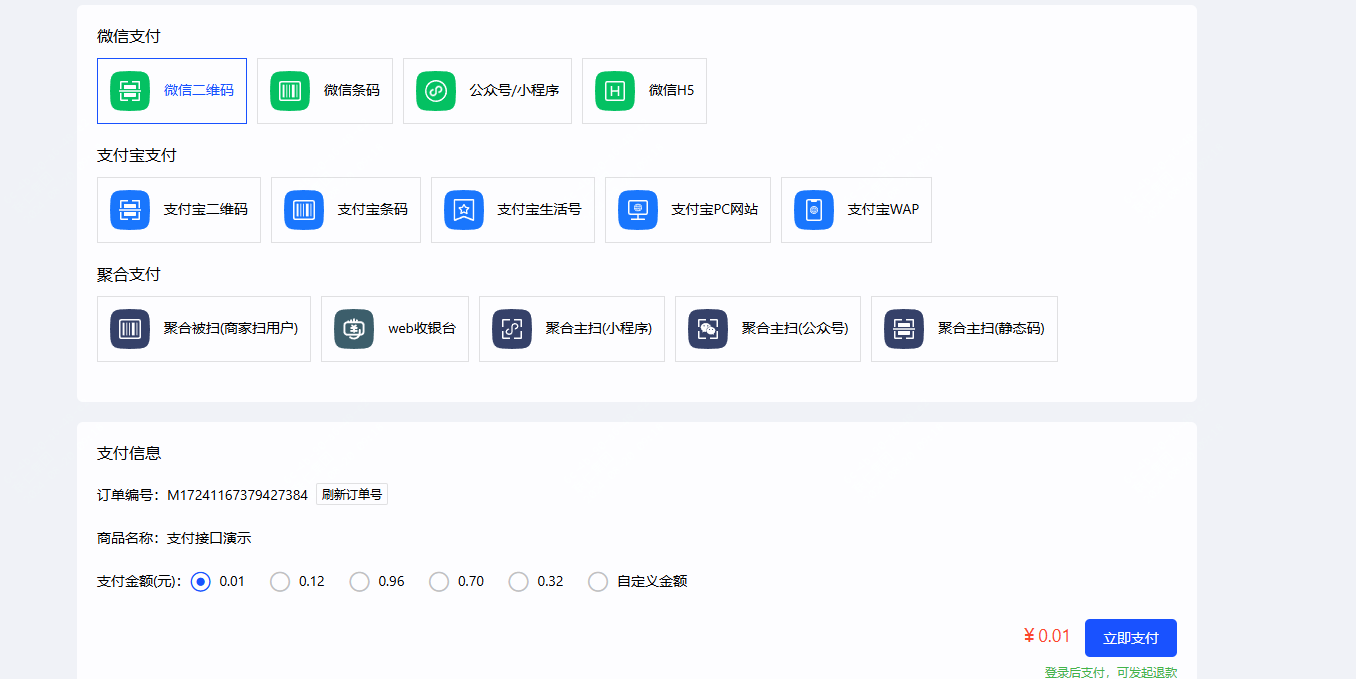 微信支付
微信二维码 微信条码 公众号/小程序 微信H5
支付宝支付
支付宝二维码 支付宝条码 支付宝生活号 支付宝PC网站 支付宝WAP
聚合支付
聚合被扫(商家扫用户) web收银台 聚合主扫(小程序) 聚合主扫(公众号) 聚合主扫(静态码)
支付信息
订单编号：M17241167379427384 刷新订单号
商品名称：支付接口演示
支付金额(元)： 0.01 0.12 0.96 0.70 0.32 自定义金额
¥0.01 立即支付
登录后支付，可发起退款